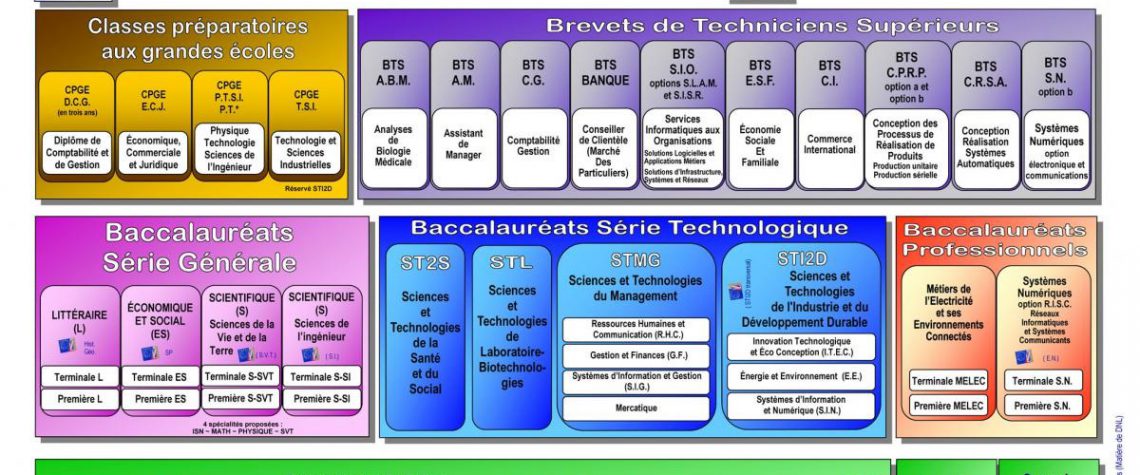 Classes préparatoires
aux grandes écoles
CPGE
D.C.G.
(en trois ans)
Diplôme de
Comptabilité et
de Gestion
CPGE
E.C.J.
Économique,
Commerciale
et Juridique
CPGE
P.T.S.I.
P.T.*
Physique
Technologie
Sciences de
l'Ingénieur
CPGE
T.S.I.
Technologie et
Sciences
Industrielles
Réservé STI2D
Brevets de Techniciens Supérieurs
BTS
A.B.M.
Analyses
de
Biologie
Médicale
BTS
A.M.
Assistant
de
Manager
BTS
C.G.
Comptabilité
Gestion
BTS
BANQUE
Conseiller
de Clientèle
(Marché
Des
Particuliers)
BTS
S.I.O.
options S.L.A.M.
et S.I.S.R.
Services
Informatiques aux
Organisations
Solutions Logicielles et
Applications Métiers
Solutions d'Infrastructure,
Systèmes et Réseaux
BTS
E.S.F.
Économie
Sociale
Et
Familiale
BTS
C.I.
Commerce
International
BTS
C.P.R.P.
option a et
option b
Conception des
Processus de
Réalisation de
Produits
Production unitaire
Production sérielle
BTS
C.R.S.A.
Conception
Réalisation
Systèmes
Automatiques
BTS
S.N.
option b
Systèmes
Numériques
option
électronique et
communications
Baccalauréats
Série Générale
LITTÉRAIRE
(L)
Hist.
Géo.
Terminale L
Première L
ÉCONOMIQUE
ET SOCIAL
(ES)
SP
Terminale ES
Première ES
SCIENTIFIQUE
(S)
Sciences de la
Vie et de la
Terre
(S.V.T.)
Terminale S-SVT
Première S-SVT
SCIENTIFIQUE
(S)
Sciences de
l'ingénieur
(S.I.)
Terminale S-SI
Première S-SI
4 spécialités proposées :
ISN – MATH – PHYSIQUE – SVT
Baccalauréats Série Technologique
ST2S
Sciences
et
Technologies
de la
Santé
et du
Social
STL
Sciences
et
Technologies
de
Laboratoire-
Biotechnolo-
gies
STMG
Sciences et Technologies
du Management
Ressources Humaines et
Communication (R.H.C.)
Gestion et Finances (G.F.)
Systèmes d'Information et Gestion
(S.I.G.)
Mercatique
STI2D
( STI2D transversal)
Sciences et
Technologies
de l'Industrie et du
Développement Durable
Innovation Technologique
et Éco Conception (I.T.E.C.)
Énergie et Environnement (E.E.)
Systèmes d'Information
et Numérique (S.I.N.)
Baccalauréats
Professionnels
Métiers de
l'Electricité
et ses
Environnements
Connectés
Terminale MELEC
Première MELEC
Systèmes
Numériques
option R.I.S.C.
Réseaux
Informatiques
et Systèmes
Communicants
(E.N.)
Terminale S.N.
Première S.N.
(Matière de DNL)